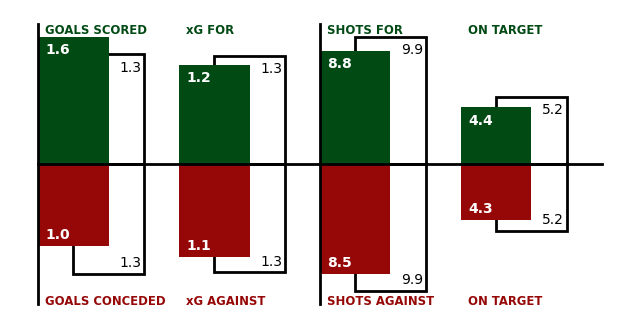 GOALS SCORED xG FOR SHOTS FOR ON TARGET
1.6 1.3 1.2 1.3 8.8 9.9 4.4 5.2
1.0 1.3 1.1 1.3 8.5 9.9 4.3 5.2
GOALS CONCEDED xG AGAINST SHOTS AGAINST ON TARGET